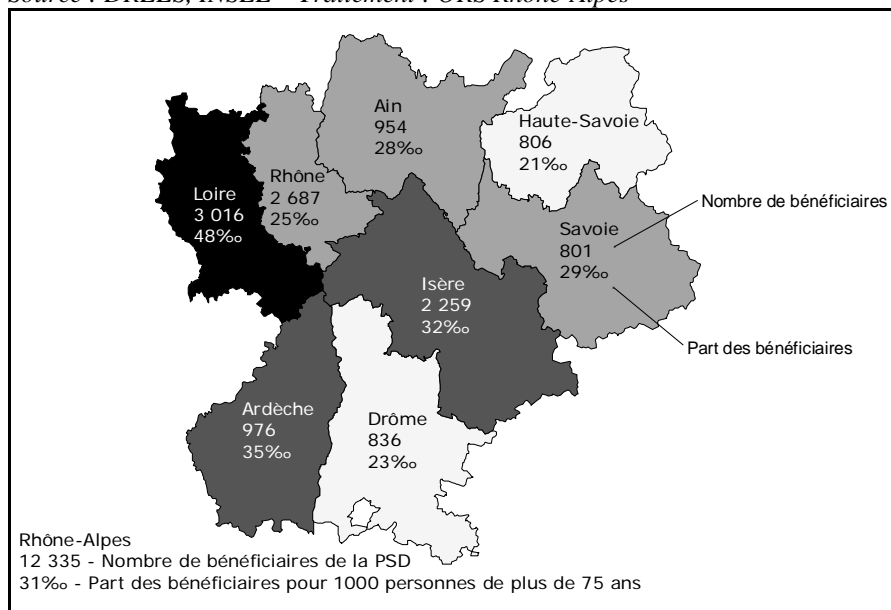 Source : DREES, INSEE – Traitement : ORS Rhône-Alpes
Ain
954
28‰
Haute-Savoie
806
21‰
Rhône
2 687
25‰
Loire
3 016
48‰
Nombre de bénéficiaires
Savoie
801
29‰
Isère
2 259
32‰
Part des bénéficiaires
Ardèche
976
35‰
Drôme
836
23‰
Rhône-Alpes
12 335 - Nombre de bénéficiaires de la PSD
31‰ - Part des bénéficiaires pour 1000 personnes de plus de 75 ans